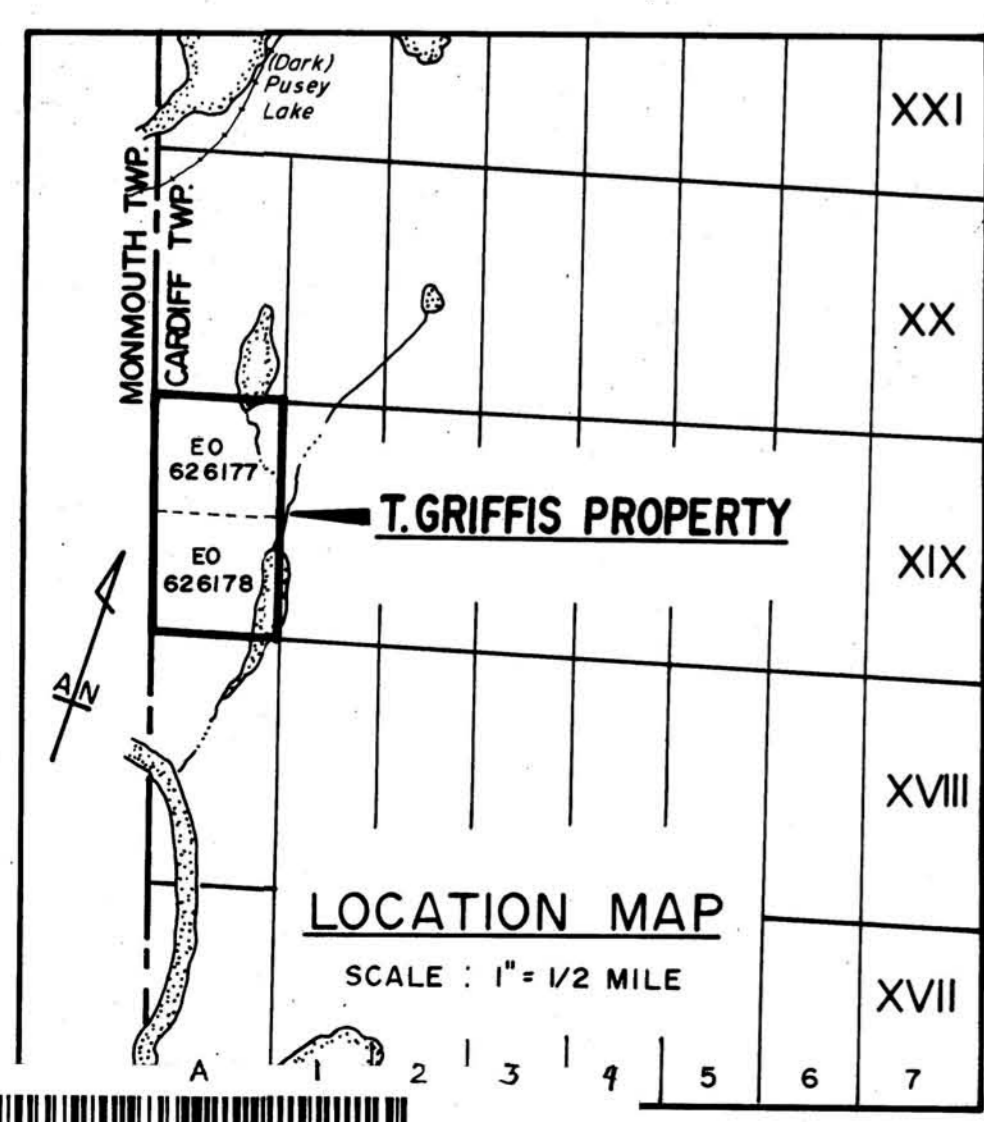 (Dark)
Pusey
Lake
XXI
MONMOUTH TWP.
CARDIFF TWP.
XX
EO
626177
T. GRIFFIS PROPERTY
XIX
EO
626178
AN
XVIII
LOCATION MAP
SCALE : 1" = 1/2 MILE
XVII
A 1 2 3 4 5 6 7